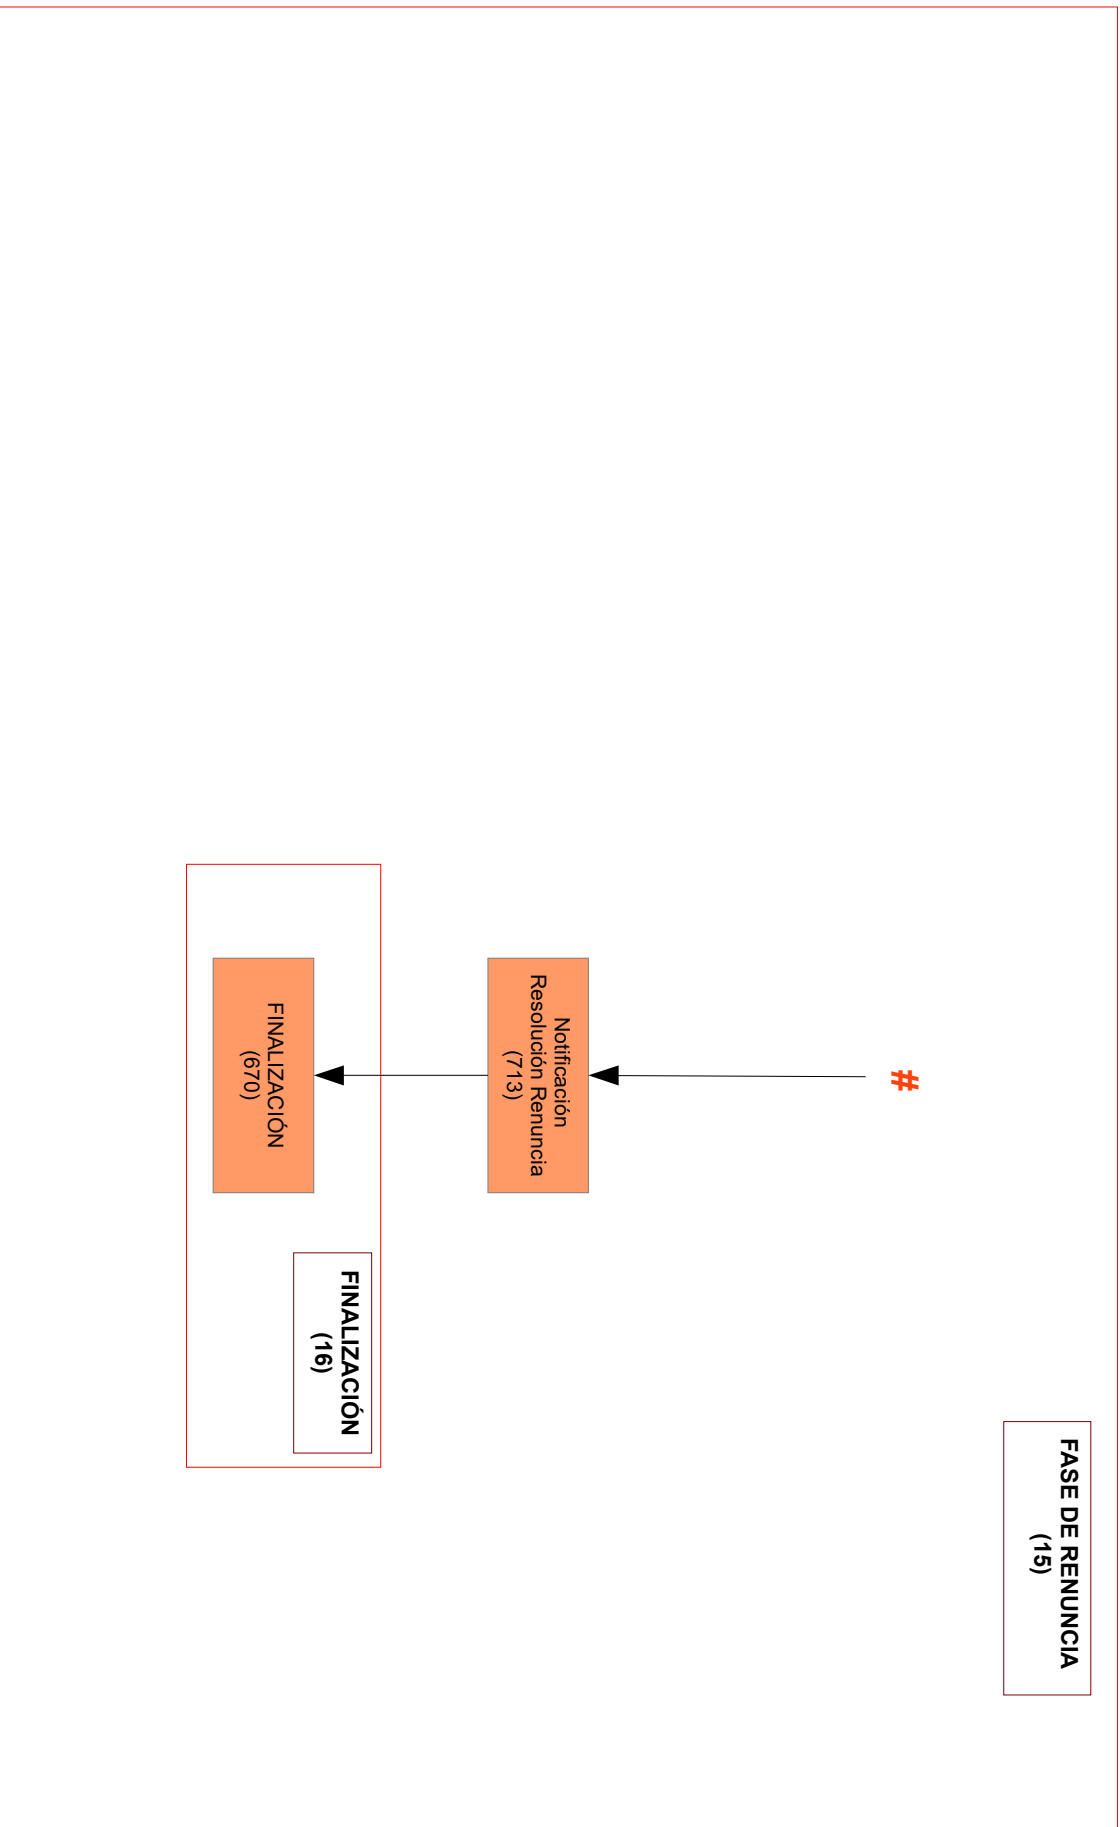 FASE DE RENUNCIA
(15)
#
Notificación
Resolución Renuncia
(713)
FINALIZACIÓN
(16)
FINALIZACIÓN
(670)